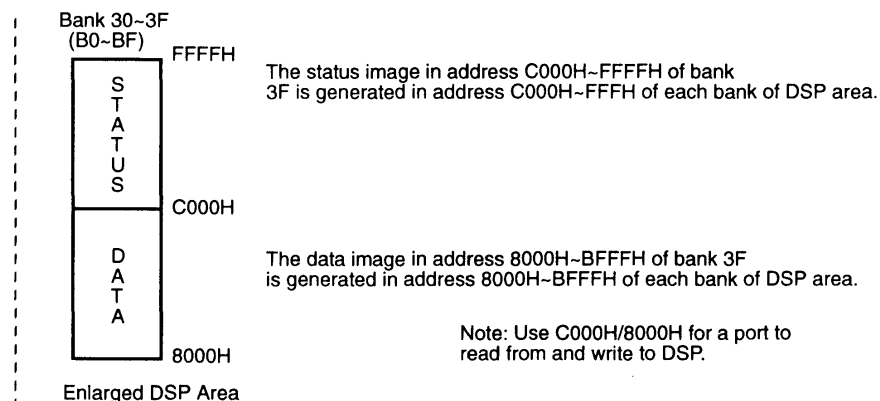 Bank 30~3F
(B0~BF)
FFFFH
STATUS
The status image in address C000H~FFFFH of bank
3F is generated in address C000H~FFFH of each bank of DSP area.
C000H
DATA
The data image in address 8000H~BFFFH of bank 3F
is generated in address 8000H~BFFFH of each bank of DSP area.
Note: Use C000H/8000H for a port to
read from and write to DSP.
8000H
Enlarged DSP Area